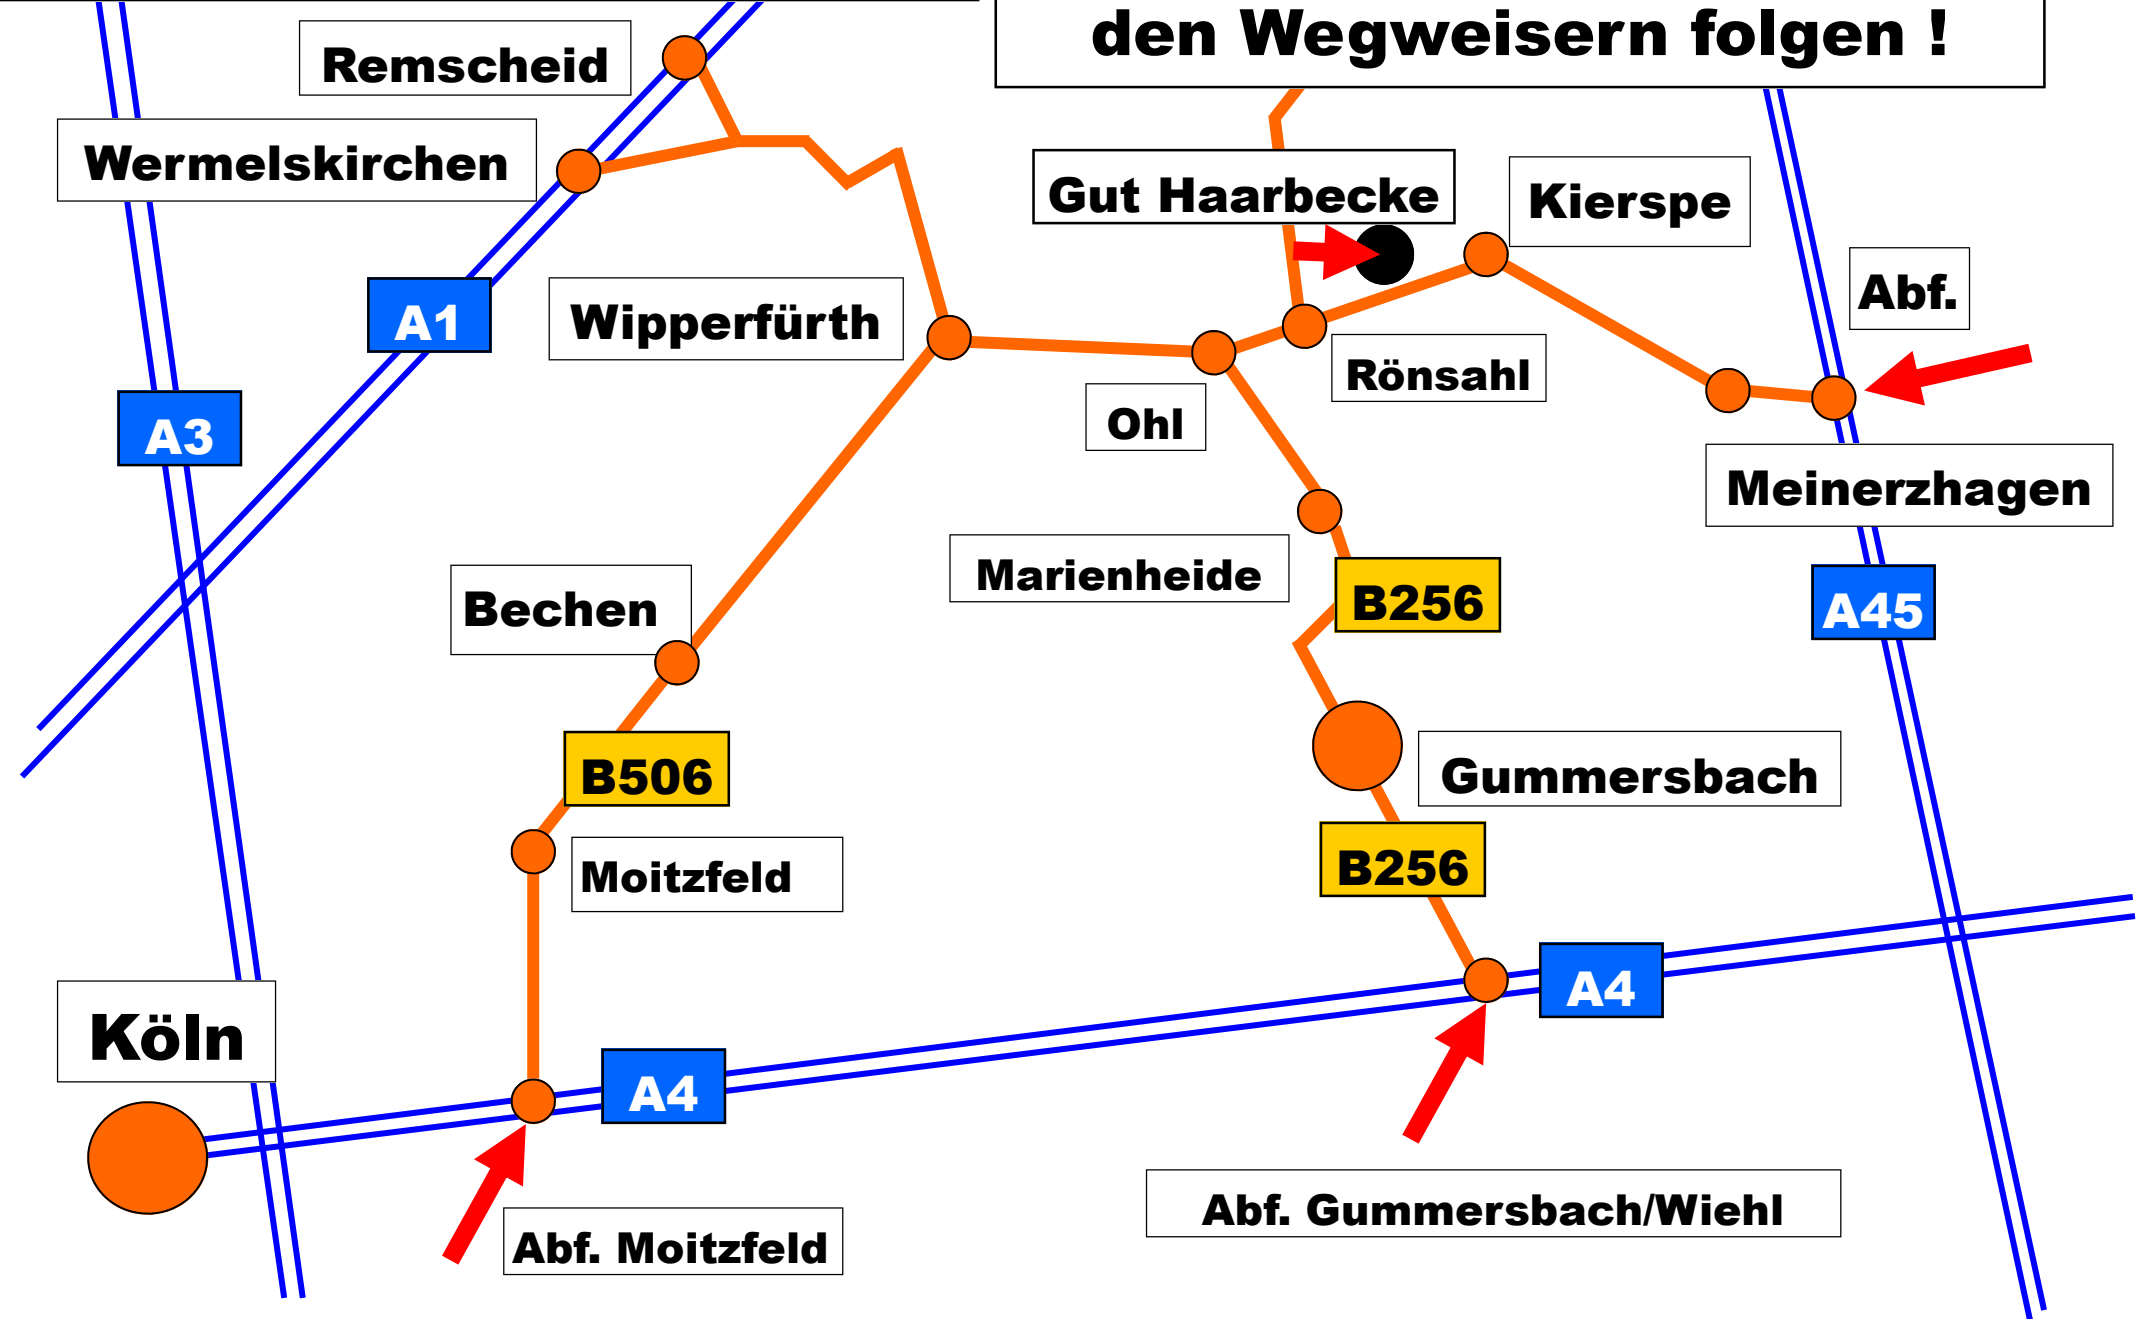 den Wegweisern folgen !
Remscheid
Wermelskirchen
Gut Haarbecke
Kierspe
Abf.
A1
Wipperfürth
Rönsahl
A3
Ohl
Meinerzhagen
Marienheide
B256
A45
Bechen
B506
Gummersbach
Moitzfeld
B256
A4
Köln
A4
Abf. Gummersbach/Wiehl
Abf. Moitzfeld